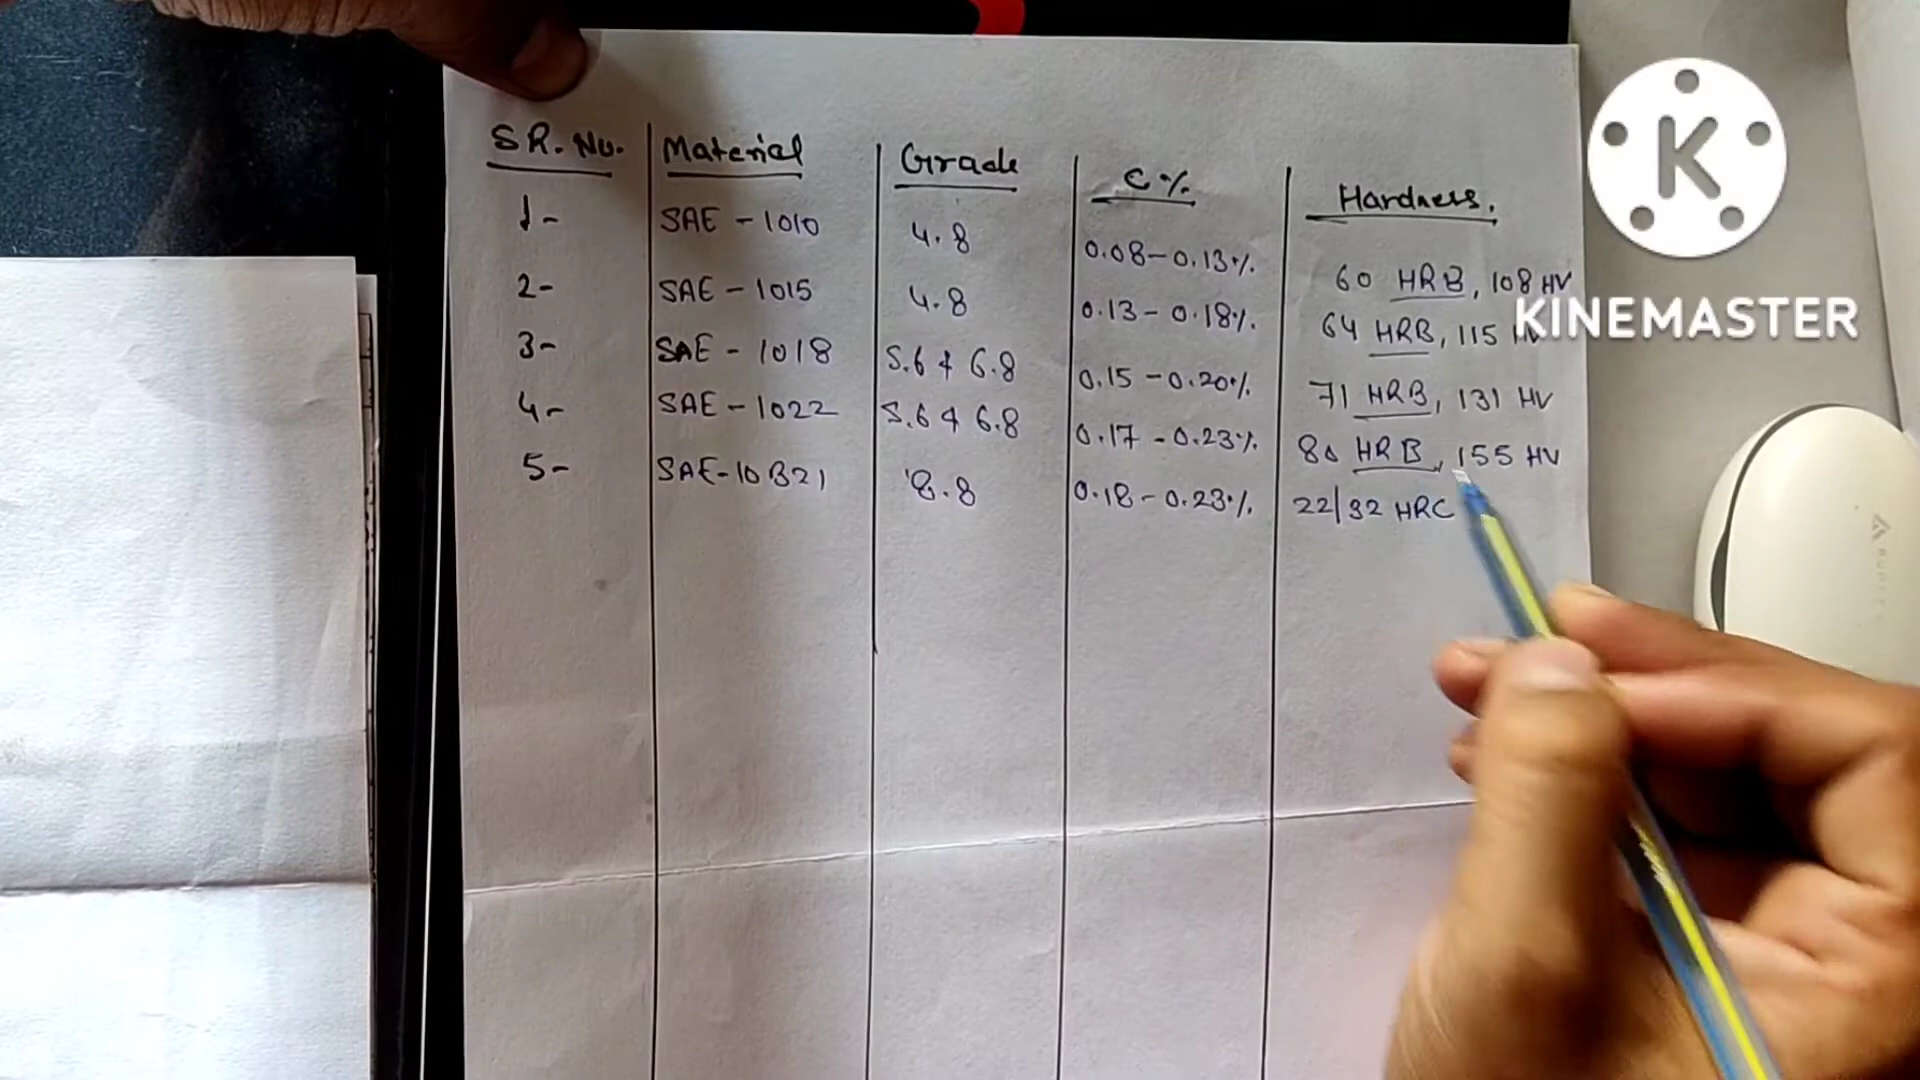 SR. No. Material Grade C% Hardness.
1- SAE - 1010 4.8 0.08-0.13% 60 HRB, 108 HV
2- SAE - 1015 4.8 0.13-0.18% 64 HRB, 115 HV
3- SAE - 1018 5.6 & 6.8 0.15-0.20% 71 HRB, 131 HV
4- SAE - 1022 5.6 & 6.8 0.17-0.23% 80 HRB, 155 HV
5- SAE-10B21 8.8 0.18-0.23% 22/32 HRC
K
KINEMASTER